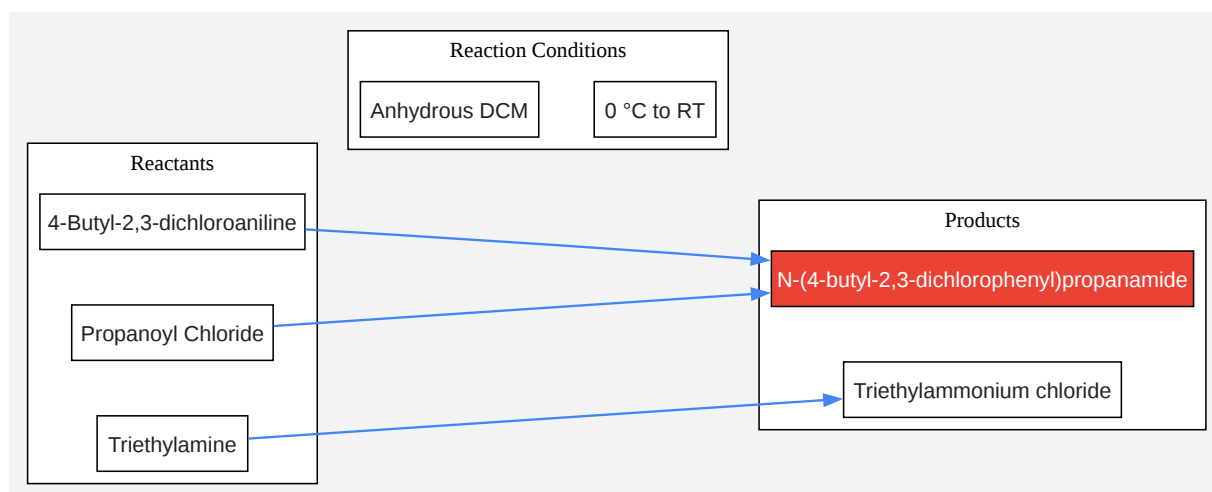 Reaction Conditions
Anhydrous DCM
0 °C to RT
Reactants
4-Butyl-2,3-dichloroaniline
Propanoyl Chloride
Triethylamine
Products
N-(4-butyl-2,3-dichlorophenyl)propanamide
Triethylammonium chloride